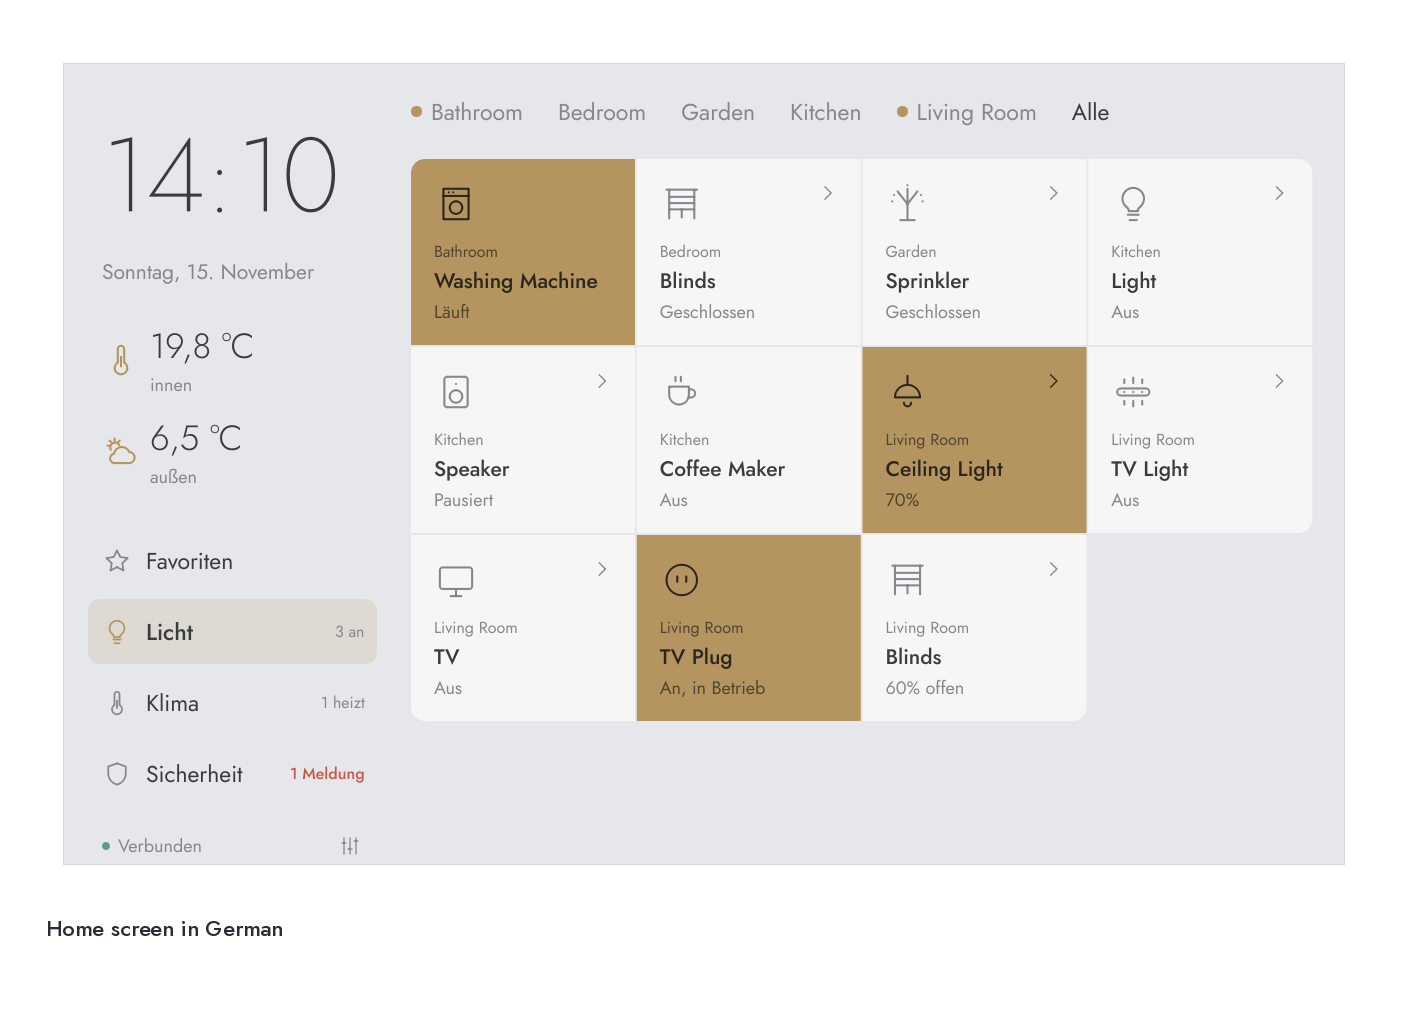 14:10
Sonntag, 15. November
19,8 °C
innen
6,5 °C
außen
Favoriten
Licht 3 an
Klima 1 heizt
Sicherheit 1 Meldung
Verbunden
Bathroom Bedroom Garden Kitchen Living Room Alle
Bathroom
Washing Machine
Läuft
Bedroom
Blinds
Geschlossen
Garden
Sprinkler
Geschlossen
Kitchen
Light
Aus
Kitchen
Speaker
Pausiert
Kitchen
Coffee Maker
Aus
Living Room
Ceiling Light
70%
Living Room
TV Light
Aus
Living Room
TV
Aus
Living Room
TV Plug
An, in Betrieb
Living Room
Blinds
60% offen
Home screen in German